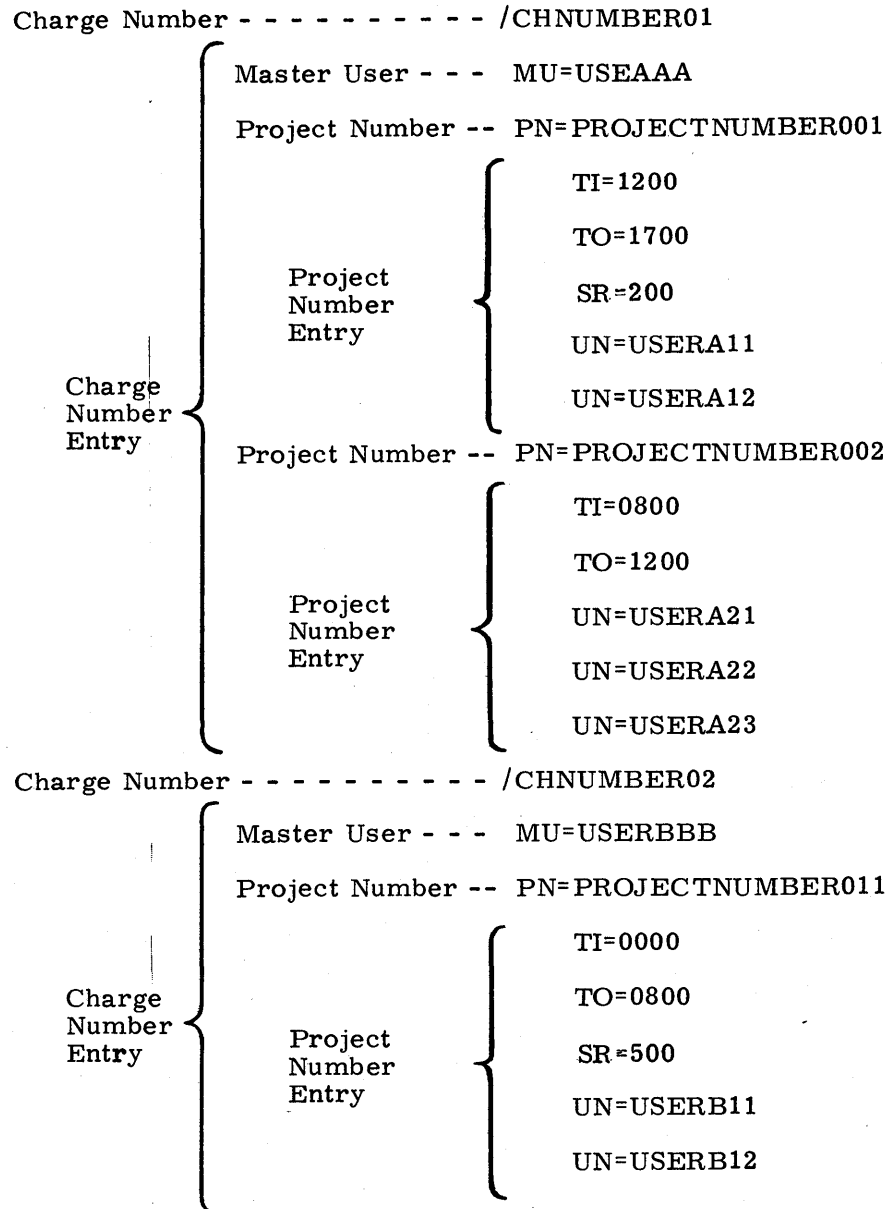 Charge Number - - - - - - - - - - /CHNUMBER01
Master User - - - MU=USEAAA
Project Number -- PN=PROJECTNUMBER001
TI=1200
TO=1700
Project
Number
Entry
SR=200
UN=USERA11
UN=USERA12
Charge
Number
Entry
Project Number -- PN=PROJECTNUMBER002
TI=0800
TO=1200
Project
Number
Entry
UN=USERA21
UN=USERA22
UN=USERA23
Charge Number - - - - - - - - - - /CHNUMBER02
Master User - - - MU=USERBBB
Project Number -- PN=PROJECTNUMBER011
TI=0000
TO=0800
Charge
Number
Entry
Project
Number
Entry
SR=500
UN=USERB11
UN=USERB12